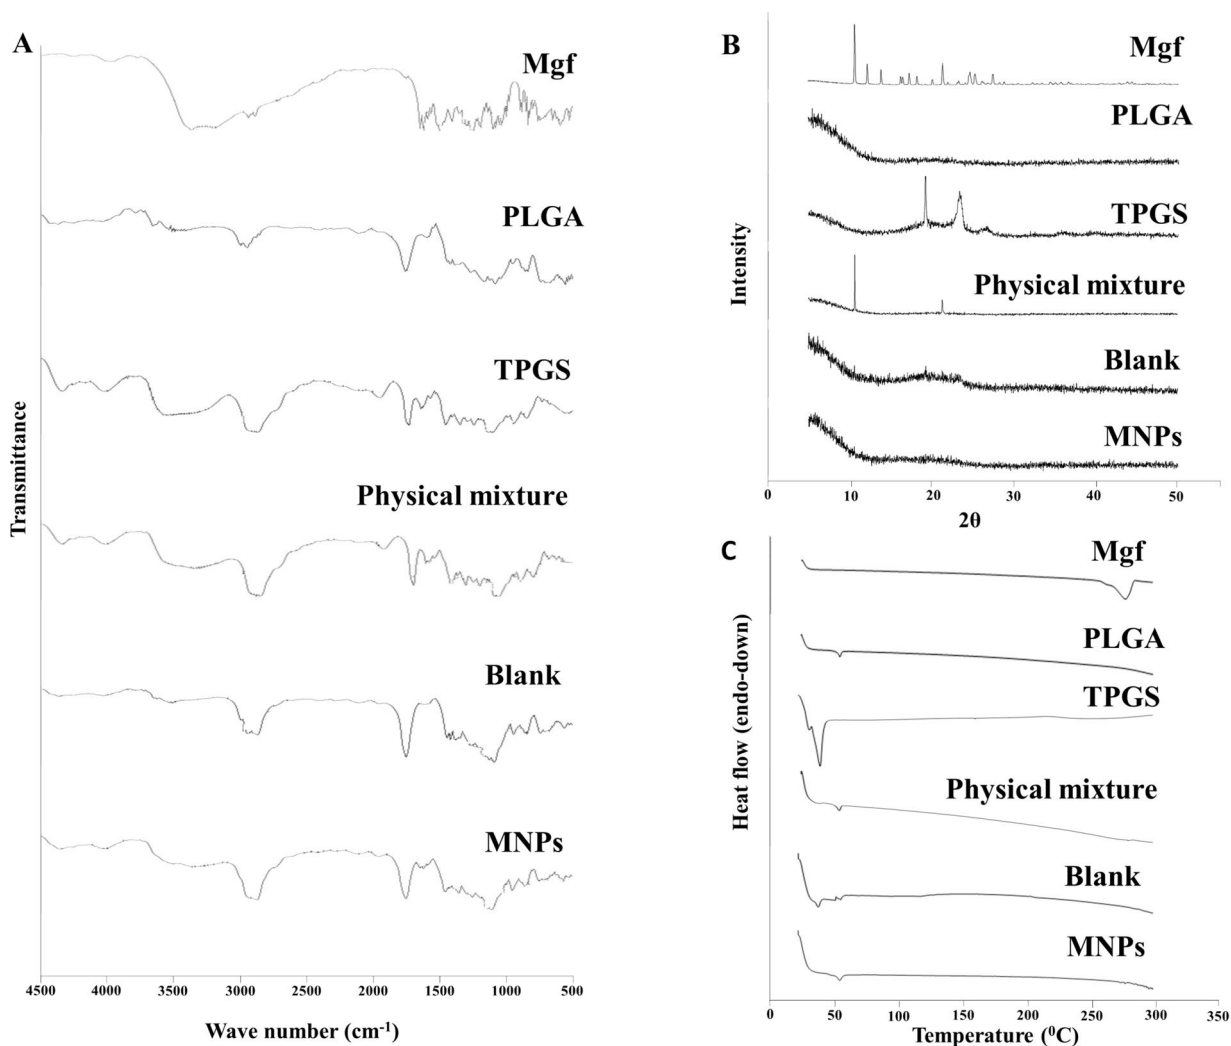 A
Mgf
PLGA
TPGS
Physical mixture
Blank
MNPs
Transmittance
4500 4000 3500 3000 2500 2000 1500 1000 500
Wave number (cm-1)
B
Mgf
PLGA
TPGS
Physical mixture
Blank
MNPs
Intensity
0 10 20 30 40 50
2θ
C
Mgf
PLGA
TPGS
Physical mixture
Blank
MNPs
Heat flow (endo-down)
0 50 100 150 200 250 300 350
Temperature (⁰C)